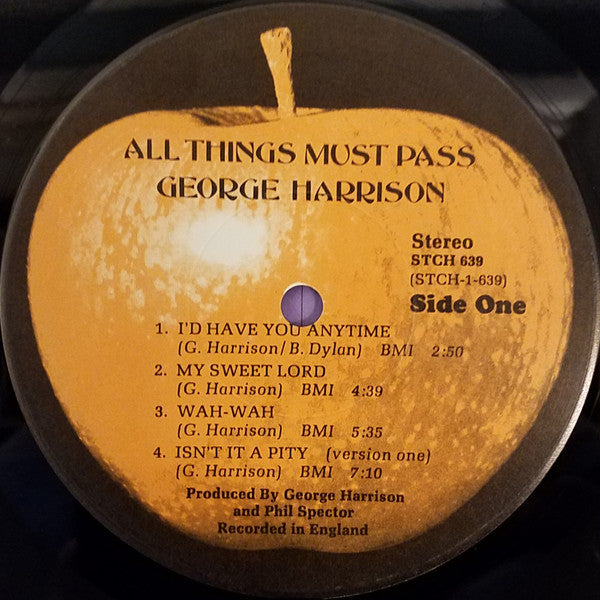 ALL THINGS MUST PASS
GEORGE HARRISON
Stereo
STCH 639
(STCH-1-639)
Side One
1. I'D HAVE YOU ANYTIME
(G. Harrison/B. Dylan) BMI 2:50
2. MY SWEET LORD
(G. Harrison) BMI 4:39
3. WAH-WAH
(G. Harrison) BMI 5:35
4. ISN'T IT A PITY (version one)
(G. Harrison) BMI 7:10
Produced By George Harrison
and Phil Spector
Recorded in England